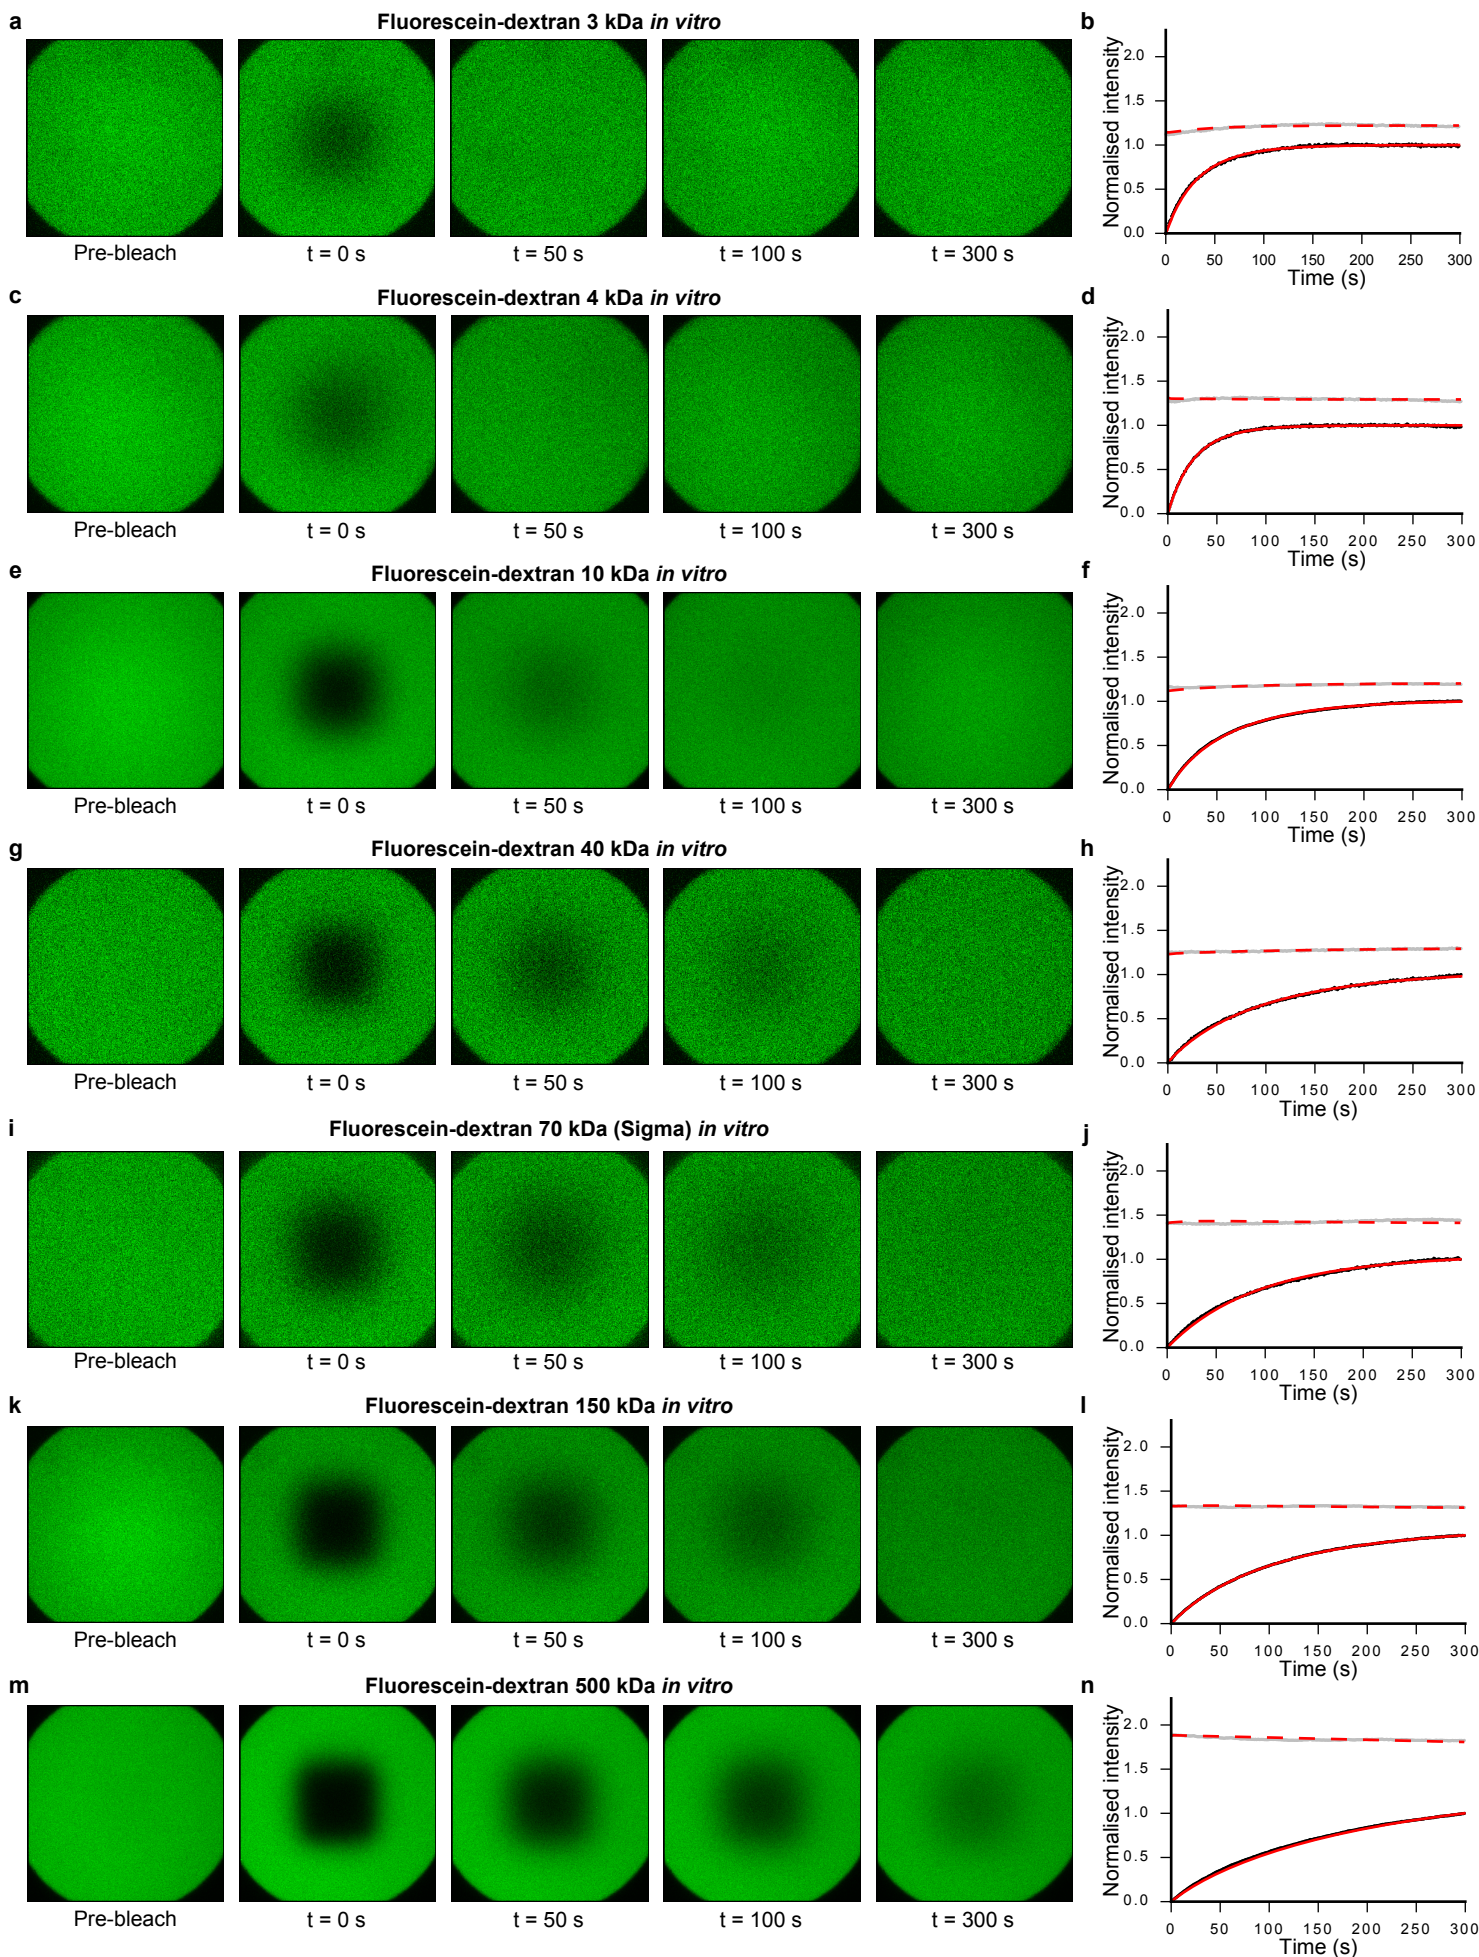 a
Fluorescein-dextran 3 kDa in vitro
Pre-bleach
t = 0 s
t = 50 s
t = 100 s
t = 300 s
b
Normalised intensity
2.0
1.5
1.0
0.5
0.0
0 50 100 150 200 250 300
Time (s)
c
Fluorescein-dextran 4 kDa in vitro
Pre-bleach
t = 0 s
t = 50 s
t = 100 s
t = 300 s
d
Normalised intensity
2.0
1.5
1.0
0.5
0.0
0 50 100 150 200 250 300
Time (s)
e
Fluorescein-dextran 10 kDa in vitro
Pre-bleach
t = 0 s
t = 50 s
t = 100 s
t = 300 s
f
Normalised intensity
2.0
1.5
1.0
0.5
0.0
0 50 100 150 200 250 300
Time (s)
g
Fluorescein-dextran 40 kDa in vitro
Pre-bleach
t = 0 s
t = 50 s
t = 100 s
t = 300 s
h
Normalised intensity
2.0
1.5
1.0
0.5
0.0
0 50 100 150 200 250 300
Time (s)
i
Fluorescein-dextran 70 kDa (Sigma) in vitro
Pre-bleach
t = 0 s
t = 50 s
t = 100 s
t = 300 s
j
Normalised intensity
2.0
1.5
1.0
0.5
0.0
0 50 100 150 200 250 300
Time (s)
k
Fluorescein-dextran 150 kDa in vitro
Pre-bleach
t = 0 s
t = 50 s
t = 100 s
t = 300 s
l
Normalised intensity
2.0
1.5
1.0
0.5
0.0
0 50 100 150 200 250 300
Time (s)
m
Fluorescein-dextran 500 kDa in vitro
Pre-bleach
t = 0 s
t = 50 s
t = 100 s
t = 300 s
n
Normalised intensity
2.0
1.5
1.0
0.5
0.0
0 50 100 150 200 250 300
Time (s)